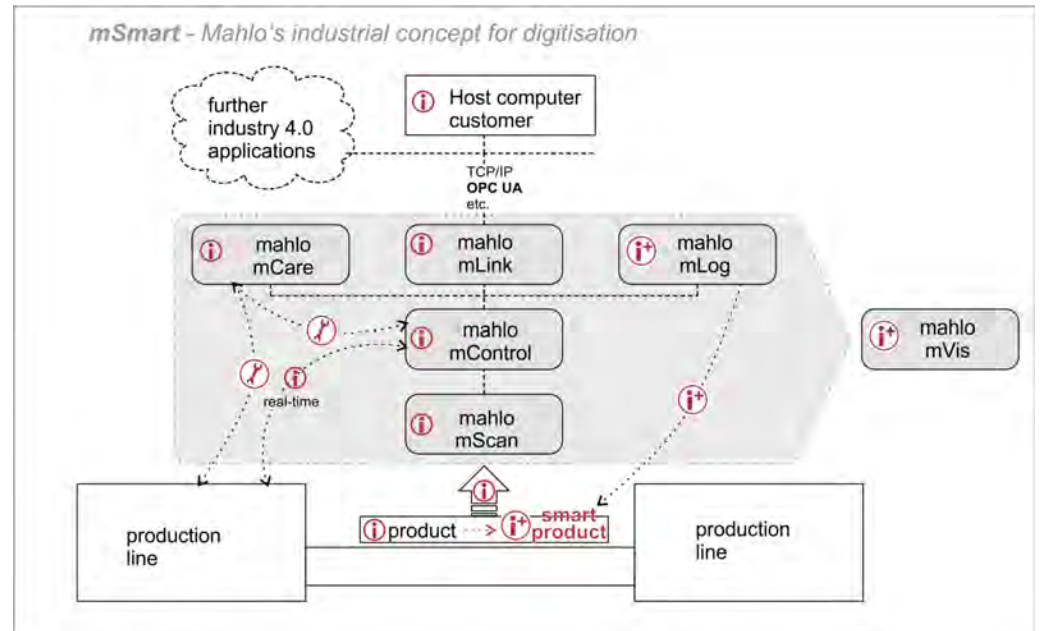 mSmart - Mahlo's industrial concept for digitisation
further
industry 4.0
applications
i Host computer
customer
TCP/IP
OPC UA
etc.
i mahlo
mCare
i mahlo
mLink
i+ mahlo
mLog
i mahlo
mControl
i+ mahlo
mVis
i
real-time
i+
i mahlo
mScan
i
i product
i+ smart
product
production
line
production
line